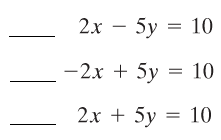 ____ 2x − 5y = 10
____ −2x + 5y = 10
____ 2x + 5y = 10